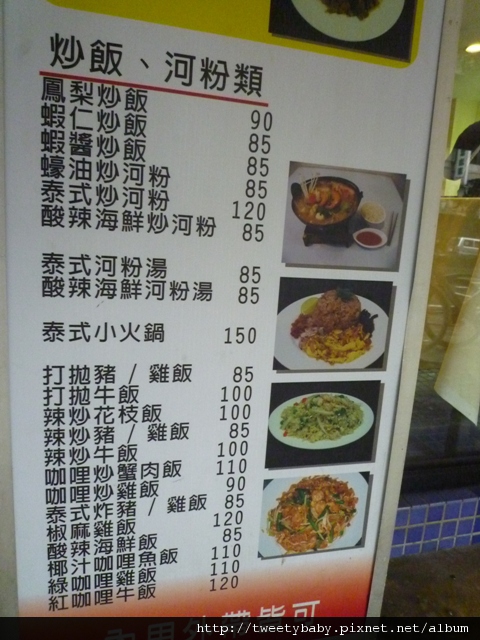 炒飯、河粉類
鳳梨炒飯 90
蝦仁炒飯 85
蝦醬炒飯 85
蠔油炒河粉 85
泰式炒河粉 120
酸辣海鮮炒河粉 85
泰式河粉湯 85
酸辣海鮮河粉湯 85
泰式小火鍋 150
打拋豬 / 雞飯 85
打拋牛飯 100
辣炒花枝飯 100
辣炒豬 / 雞飯 85
辣炒牛飯 100
咖哩炒蟹肉飯 110
咖哩炒雞飯 90
泰式炸豬 / 雞飯 85
椒麻雞飯 120
酸辣海鮮飯 85
椰汁咖哩魚飯 110
綠咖哩雞飯 110
紅咖哩牛飯 120
外帶皆可
http://tweetybaby.pixnet.net/album